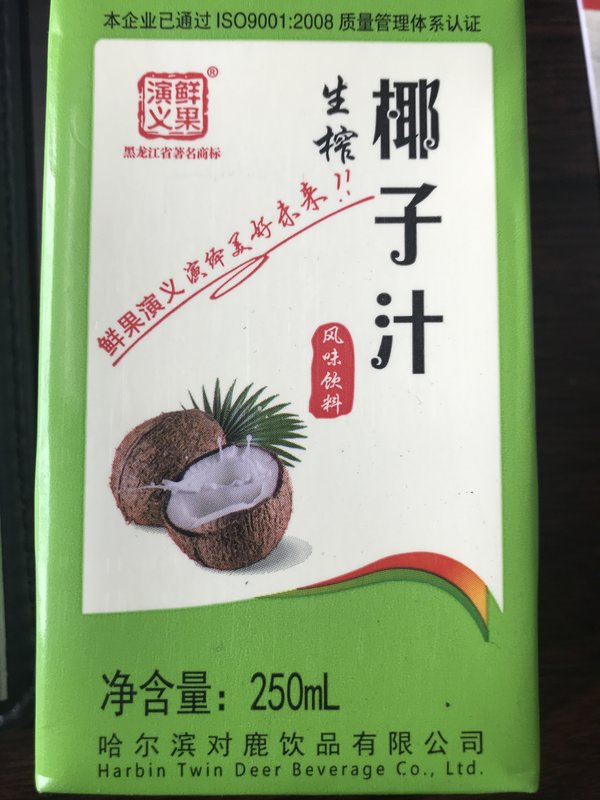 本企业已通过 ISO9001:2008 质量管理体系认证
鲜果
演义
®
黑龙江省著名商标
生榨
椰子汁
鲜果演义演绎美好未来!!
风味饮料
净含量：250mL
哈尔滨对鹿饮品有限公司
Harbin Twin Deer Beverage Co., Ltd.